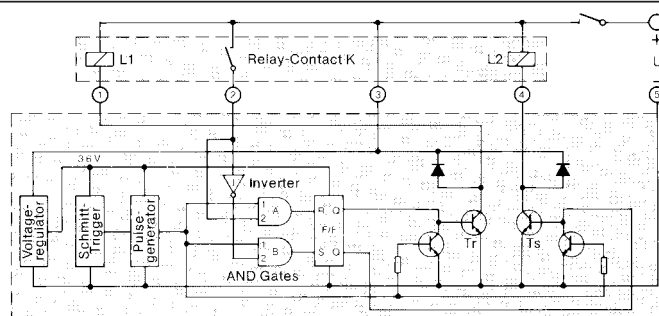 L1
Relay-Contact K
L2
+
U
1
2
3
4
5
3.6V
I
Inverter
Voltage-
regulator
Schmitt-
Trigger
Pulse-
generator
1
A
2
1
B
2
AND Gates
R Q
F/F
S Q
Tr
Ts